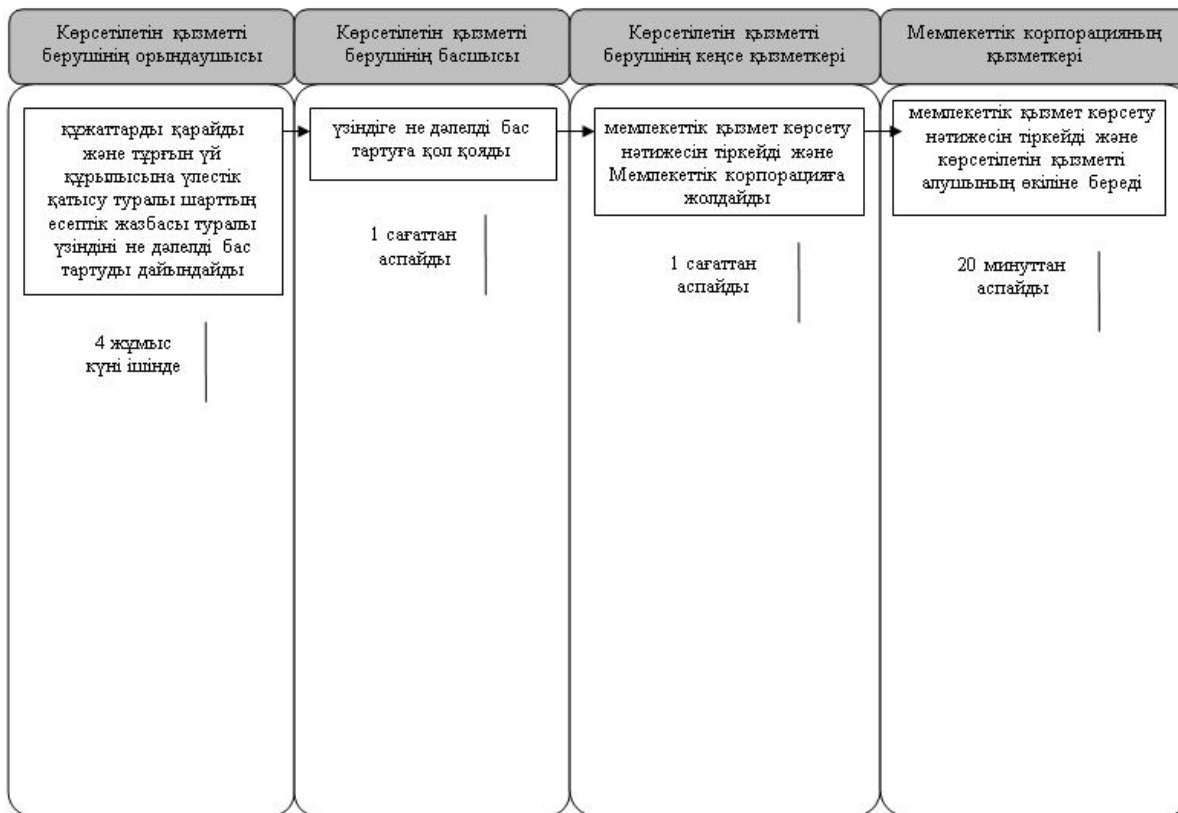 Көрсетілетін қызметті
берушінің орындаушысы
Көрсетілетін қызметті
берушінің басшысы
Көрсетілетін қызметті
берушінің кеңсе қызметкері
Мемлекеттік корпорацияның
қызметкері
құжаттарды қарайды
және тұрғын үй
құрылысына үлестік
қатысу туралы шарттың
есептік жазбасы туралы
үзіндіні не дәлелді бас
тартуды дайындайды
4 жұмыс
күні ішінде
үзіндіге не дәлелді бас
тартуға қол қояды
1 сағаттан
аспайды
мемлекеттік қызмет көрсету
нәтижесін тіркейді және
Мемлекеттік корпорацияға
жолдайды
1 сағаттан
аспайды
мемлекеттік қызмет көрсету
нәтижесін тіркейді және
көрсетілетін қызметті
алушының өкіліне береді
20 минуттан
аспайды